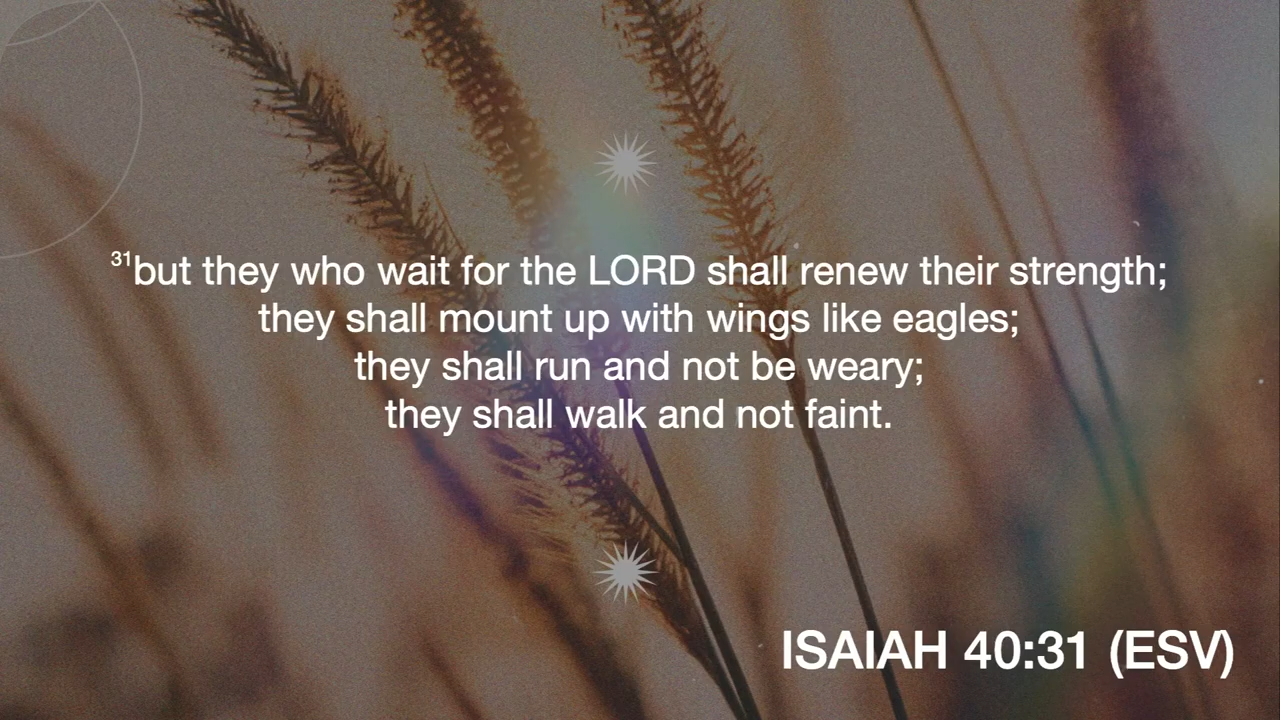 31but they who wait for the LORD shall renew their strength;
they shall mount up with wings like eagles;
they shall run and not be weary;
they shall walk and not faint.
ISAIAH 40:31 (ESV)